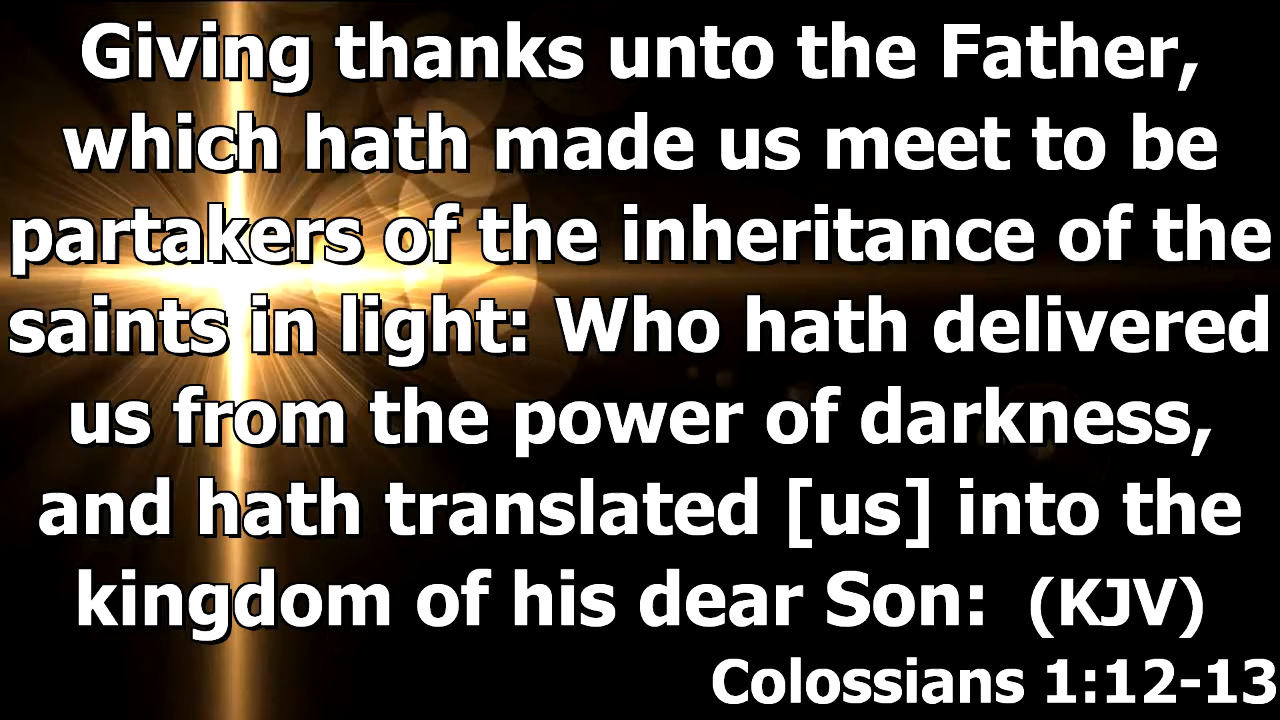 Giving thanks unto the Father,
which hath made us meet to be
partakers of the inheritance of the
saints in light: Who hath delivered
us from the power of darkness,
and hath translated [us] into the
kingdom of his dear Son: (KJV)
Colossians 1:12-13